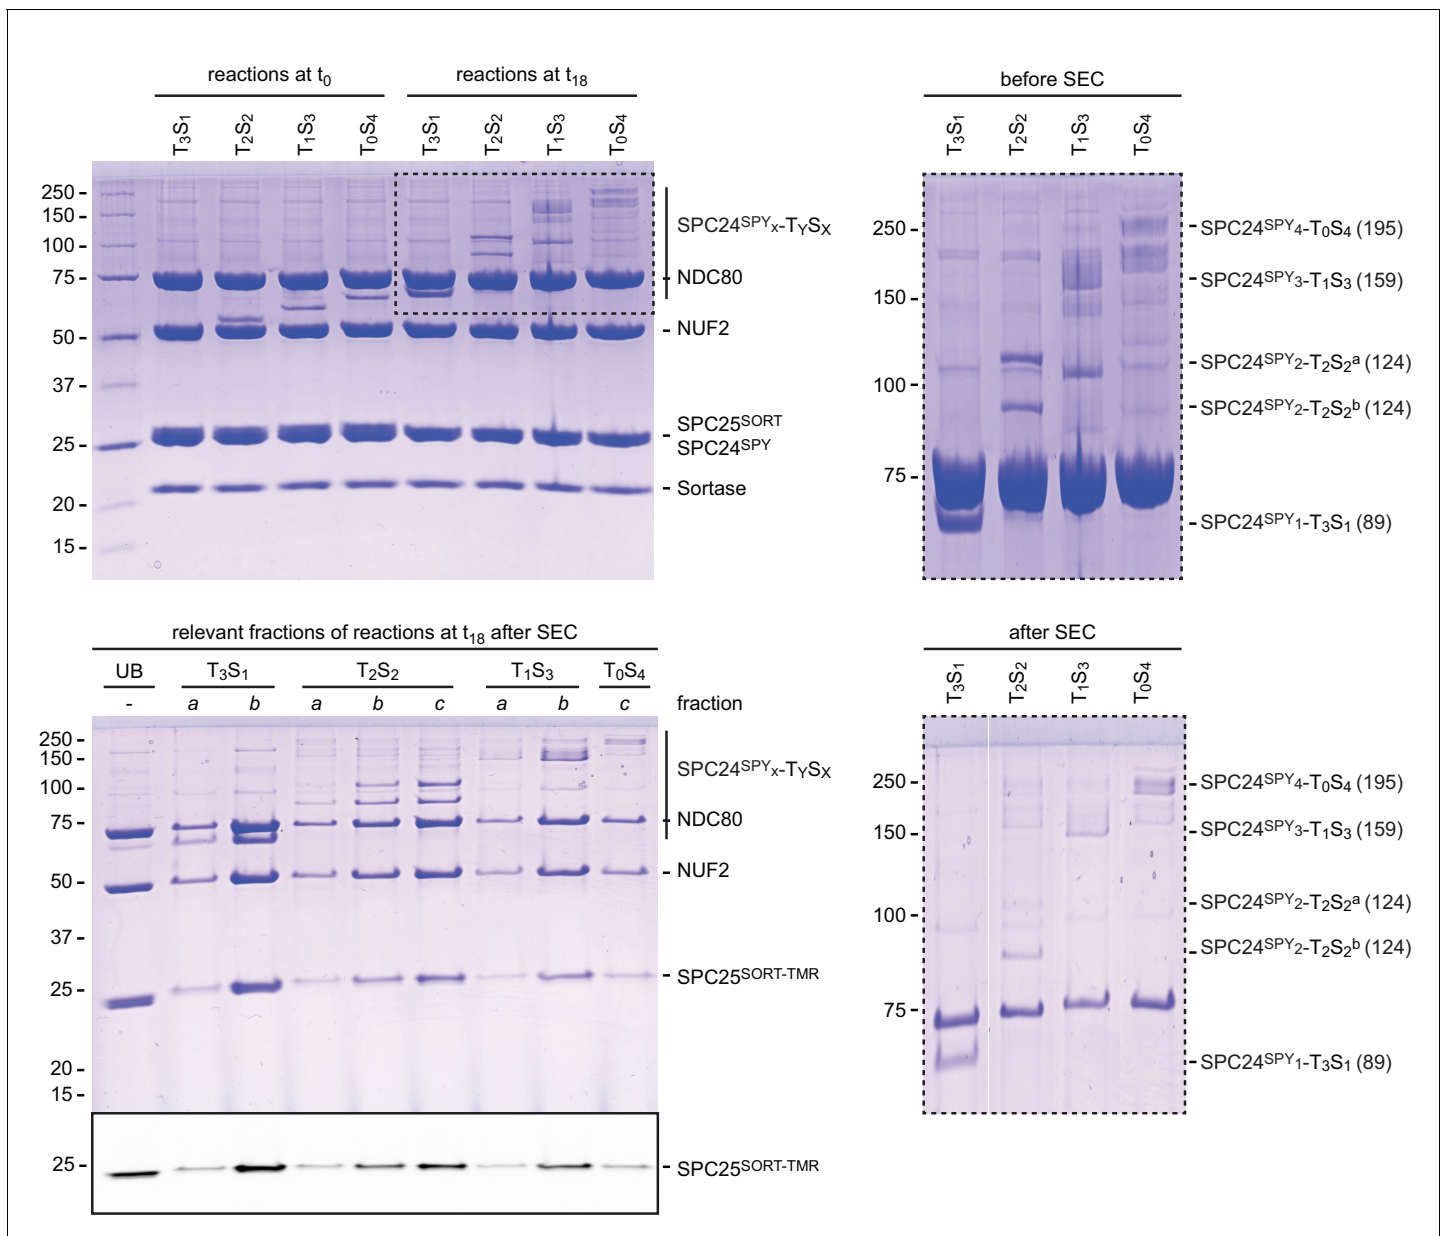 reactions at t0
reactions at t18
T3S1 T2S2 T1S3 T0S4 T3S1 T2S2 T1S3 T0S4
250 -
150 -
100 -
75 -
50 -
37 -
25 -
20 -
15 -
SPC24SPYx-TYSX
- NDC80
- NUF2
- SPC25SORT
SPC24SPY
- Sortase
before SEC
T3S1 T2S2 T1S3 T0S4
250 -
150 -
100 -
75 -
- SPC24SPY4-T0S4 (195)
- SPC24SPY3-T1S3 (159)
- SPC24SPY2-T2S2a (124)
- SPC24SPY2-T2S2b (124)
- SPC24SPY1-T3S1 (89)
relevant fractions of reactions at t18 after SEC
UB T3S1 T2S2 T1S3 T0S4
- a b a b c a b c fraction
250 -
150 -
100 -
75 -
50 -
37 -
25 -
20 -
15 -
SPC24SPYx-TYSX
- NDC80
- NUF2
- SPC25SORT-TMR
25 -
- SPC25SORT-TMR
after SEC
T3S1 T2S2 T1S3 T0S4
250 -
150 -
100 -
75 -
- SPC24SPY4-T0S4 (195)
- SPC24SPY3-T1S3 (159)
- SPC24SPY2-T2S2a (124)
- SPC24SPY2-T2S2b (124)
- SPC24SPY1-T3S1 (89)